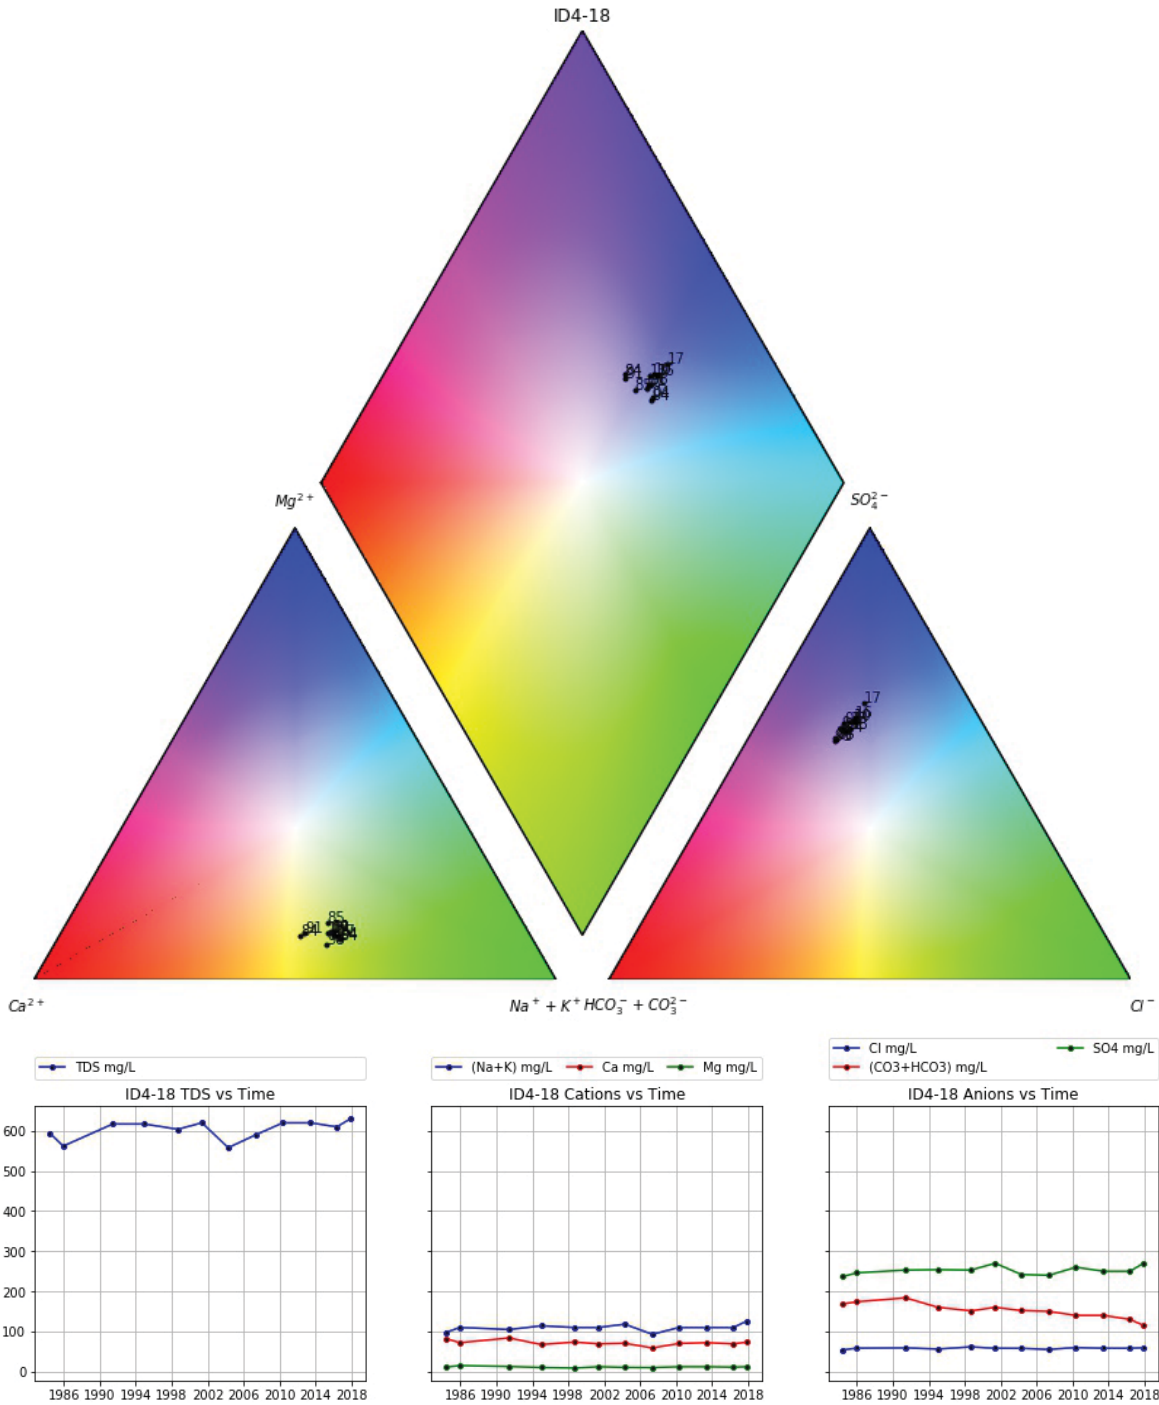 ID4-18
17
84
17
Mg²⁺
SO₄²⁻
85
91
84
94
Ca²⁺
Na⁺ + K⁺ HCO₃⁻ + CO₃²⁻
Cl⁻
TDS mg/L
(Na+K) mg/L Ca mg/L Mg mg/L
Cl mg/L SO4 mg/L
(CO3+HCO3) mg/L
ID4-18 TDS vs Time
ID4-18 Cations vs Time
ID4-18 Anions vs Time
600
500
400
300
200
100
0
1986 1990 1994 1998 2002 2006 2010 2014 2018
1986 1990 1994 1998 2002 2006 2010 2014 2018
1986 1990 1994 1998 2002 2006 2010 2014 2018